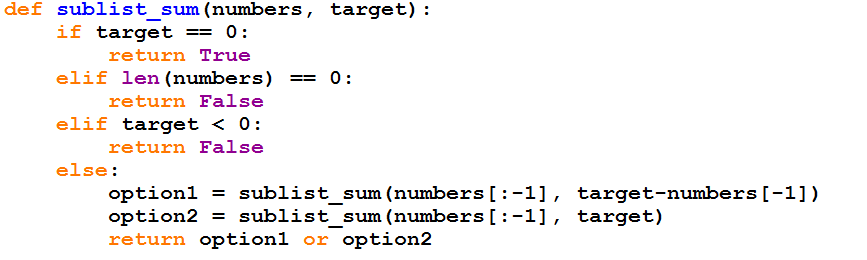 def sublist_sum(numbers, target):
    if target == 0:
        return True
    elif len(numbers) == 0:
        return False
    elif target < 0:
        return False
    else:
        option1 = sublist_sum(numbers[:-1], target-numbers[-1])
        option2 = sublist_sum(numbers[:-1], target)
        return option1 or option2